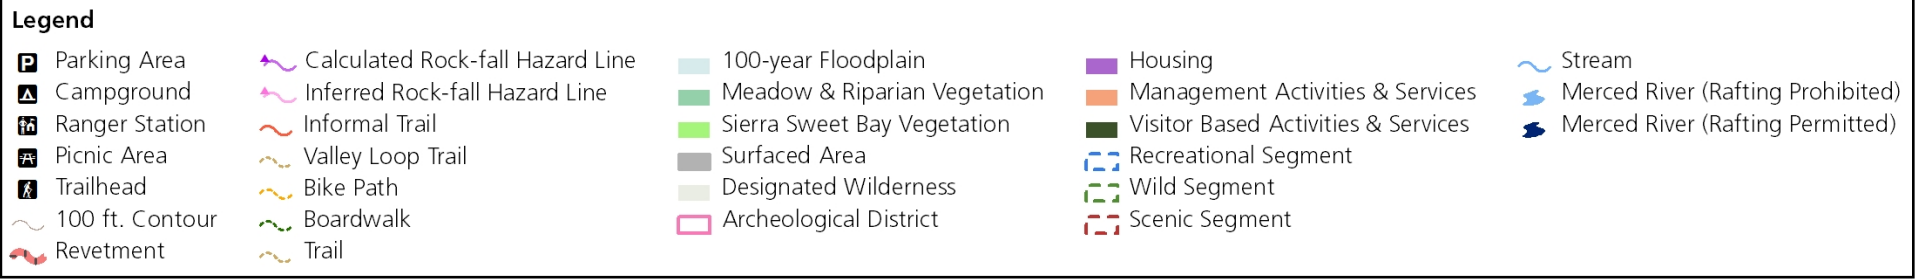 Legend
Parking Area
Campground
Ranger Station
Picnic Area
Trailhead
100 ft. Contour
Revetment
Calculated Rock-fall Hazard Line
Inferred Rock-fall Hazard Line
Informal Trail
Valley Loop Trail
Bike Path
Boardwalk
Trail
100-year Floodplain
Meadow & Riparian Vegetation
Sierra Sweet Bay Vegetation
Surfaced Area
Designated Wilderness
Archeological District
Housing
Management Activities & Services
Visitor Based Activities & Services
Recreational Segment
Wild Segment
Scenic Segment
Stream
Merced River (Rafting Prohibited)
Merced River (Rafting Permitted)